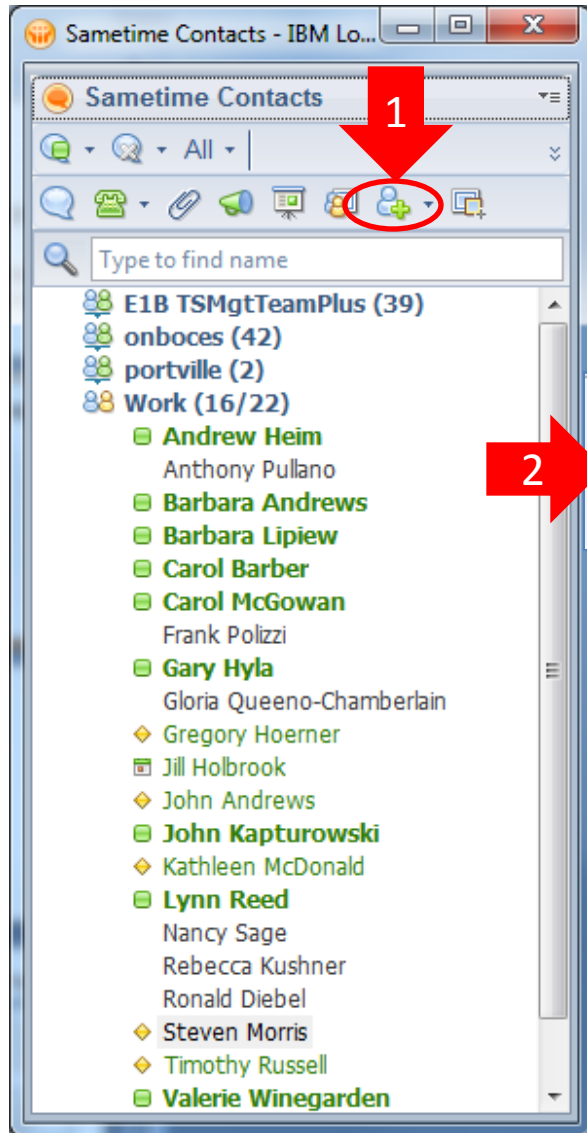 Sametime Contacts - IBM Lo...
Sametime Contacts
1
All
Type to find name
E1B TSMgtTeamPlus (39)
onboces (42)
portville (2)
Work (16/22)
Andrew Heim
Anthony Pullano
2
Barbara Andrews
Barbara Lipiew
Carol Barber
Carol McGowan
Frank Polizzi
Gary Hyla
Gloria Queeno-Chamberlain
Gregory Hoerner
Jill Holbrook
John Andrews
John Kapturowski
Kathleen McDonald
Lynn Reed
Nancy Sage
Rebecca Kushner
Ronald Diebel
Steven Morris
Timothy Russell
Valerie Winegarden